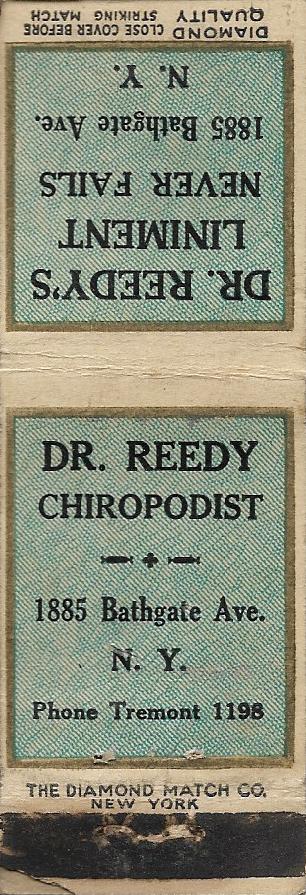 DIAMOND QUALITY
CLOSE COVER BEFORE STRIKING MATCH
DR. REEDY'S
LINIMENT
NEVER FAILS
1885 Bathgate Ave.
N. Y.
DR. REEDY
CHIROPODIST
1885 Bathgate Ave.
N. Y.
Phone Tremont 1198
THE DIAMOND MATCH CO.
NEW YORK